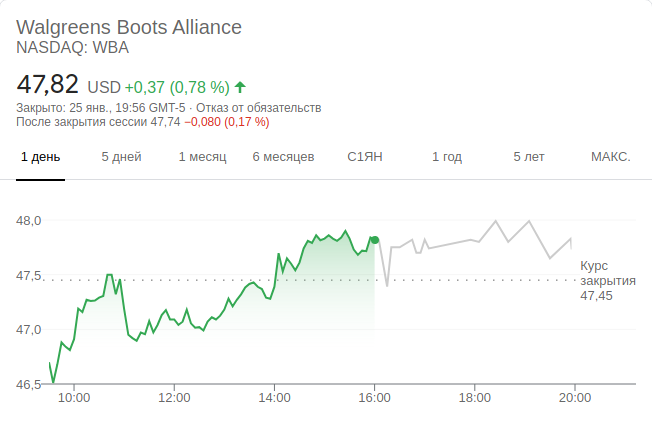 Walgreens Boots Alliance
NASDAQ: WBA
47,82 USD +0,37 (0,78 %)
Закрыто: 25 янв., 19:56 GMT-5 · Отказ от обязательств
После закрытия сессии 47,74 −0,080 (0,17 %)
1 день 5 дней 1 месяц 6 месяцев С1ЯН 1 год 5 лет МАКС.
48,0
47,5
47,0
46,5
Курс
закрытия
47,45
10:00 12:00 14:00 16:00 18:00 20:00